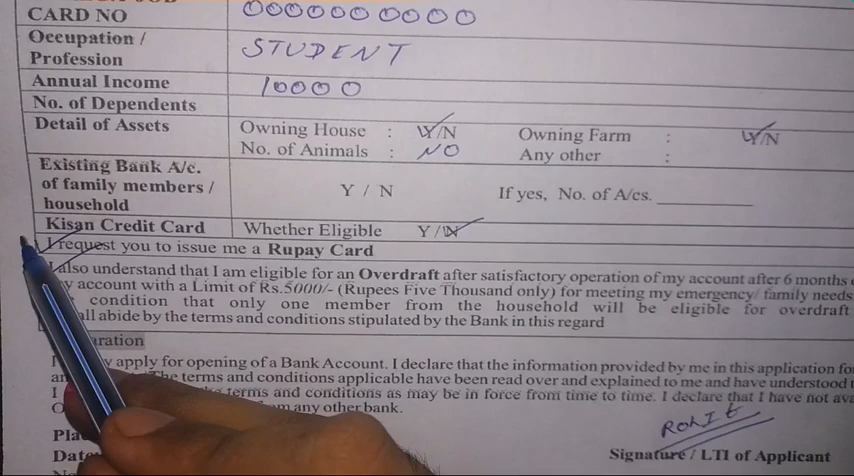 CARD NO 0000000000
Occupation / Profession STUDENT
Annual Income 10000
No. of Dependents
Detail of Assets Owning House : Y/N Owning Farm : Y/N
No. of Animals : NO Any other :
Existing Bank A/c. of family members / household Y / N If yes, No. of A/cs. __________
Kisan Credit Card Whether Eligible Y/N
I request you to issue me a Rupay Card
I also understand that I am eligible for an Overdraft after satisfactory operation of my account after 6 months
account with a Limit of Rs.5000/- (Rupees Five Thousand only) for meeting my emergency/ family needs
condition that only one member from the household will be eligible for overdraft
abide by the terms and conditions stipulated by the Bank in this regard
apply for opening of a Bank Account. I declare that the information provided by me in this application
The terms and conditions applicable have been read over and explained to me and have understood
terms and conditions as may be in force from time to time. I declare that I have not
any other bank.
ROHIT
Signature / LTI of Applicant